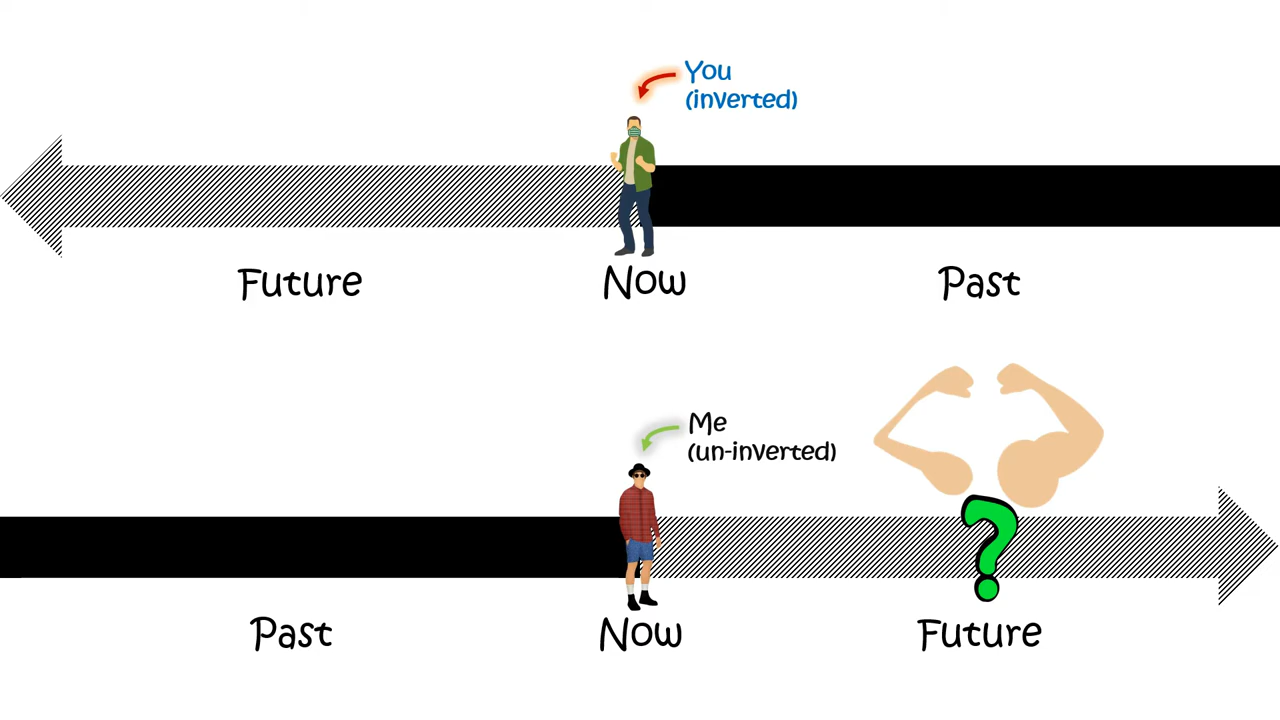 You
(inverted)
Future
Now
Past
Me
(un-inverted)
?
Past
Now
Future